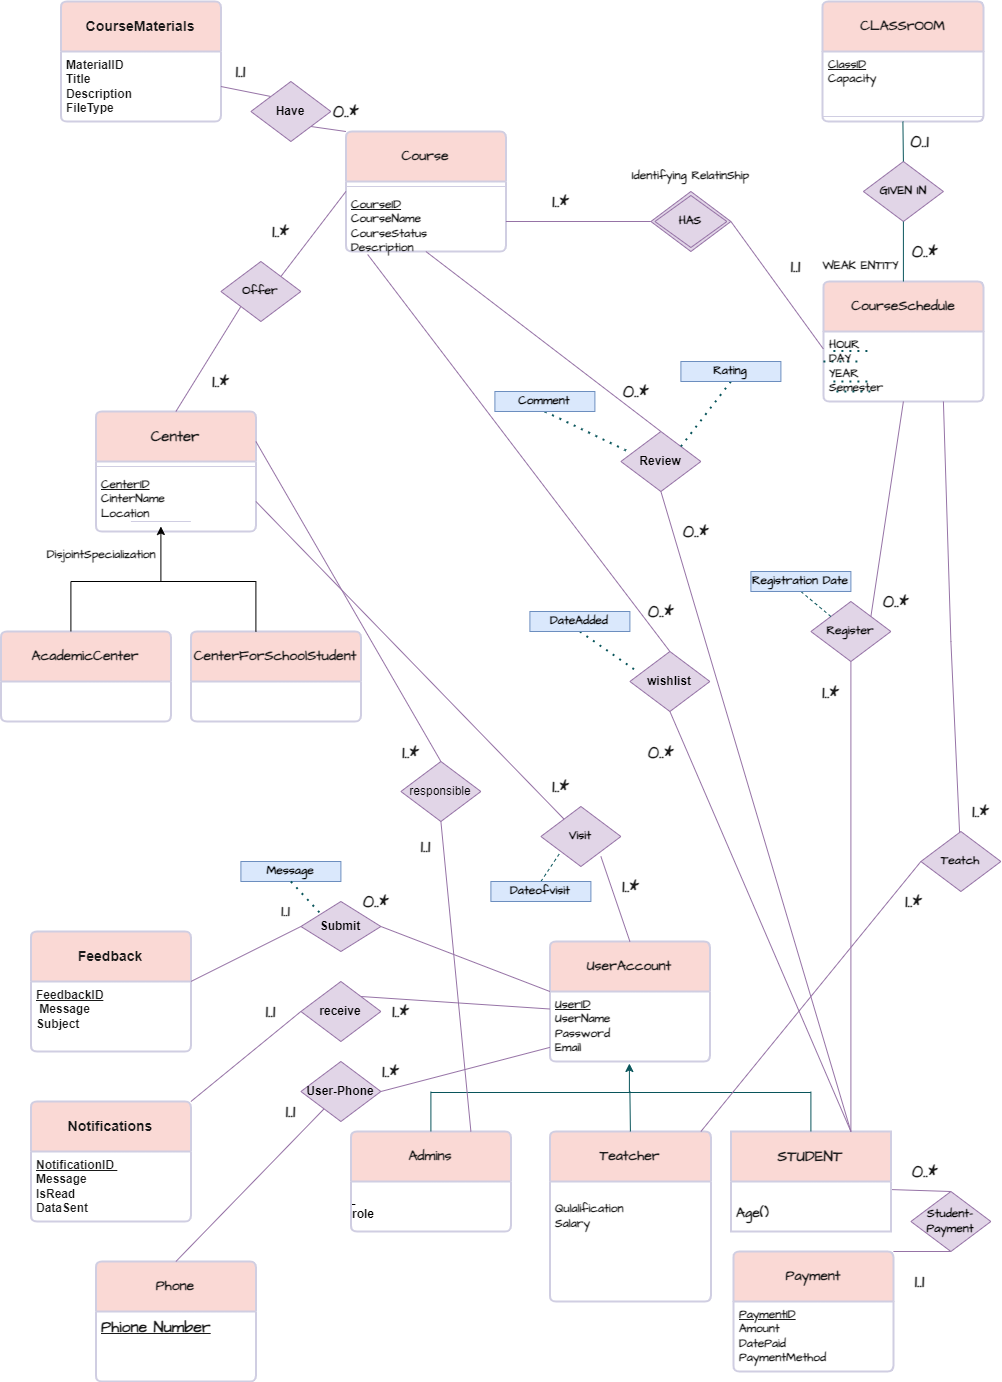 CourseMaterials
MaterialID
Title
Description
FileType
1..1
Have
0..*
CLASSrOOM
ClassID
Capacity
0..1
GIVEN IN
0..*
Course
CourseID
CourseName
CourseStatus
Description
Identifying RelatinShip
1..*
HAS
1..1
WEAK ENTITY
CourseSchedule
HOUR
DAY
YEAR
Semester
1..*
Offer
1..*
Center
CenterID
CinterName
Location
DisjointSpecialization
AcademicCenter
CenterForSchoolStudent
Comment
Rating
0..*
Review
0..*
Registration Date
0..*
Register
1..*
DateAdded
0..*
wishlist
0..*
1..*
responsible
1..1
1..*
Visit
Dateofvisit
1..*
1..*
Teatch
1..*
Message
1..1
0..*
Submit
Feedback
FeedbackID
Message
Subject
UserAccount
UserID
UserName
Password
Email
1..1
receive
1..*
User-Phone
1..*
1..1
Notifications
NotificationID
Message
IsRead
DataSent
Admins
role
Teatcher
Qulalification
Salary
STUDENT
Age()
0..*
Student-
Payment
1..1
Phone
Phione Number
Payment
PaymentID
Amount
DatePaid
PaymentMethod